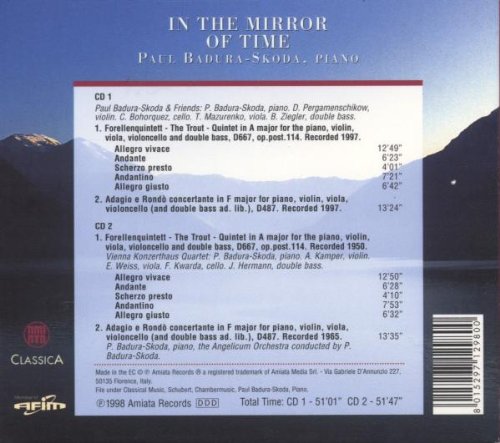 IN THE MIRROR
OF TIME
PAUL BADURA-SKODA, PIANO
CD 1
Paul Badura-Skoda & Friends: P. Badura-Skoda, piano. D. Pergamenschikow,
violin. C. Bohorquez, cello. T. Mazurenko, viola. B. Ziegler, double bass.
1. Forellenquintett - The Trout - Quintet in A major for the piano, violin,
viola, violoncello and double bass, D667, op.post.114. Recorded 1997.
Allegro vivace 12'49"
Andante 6'23"
Scherzo presto 4'01"
Andantino 7'21"
Allegro giusto 6'42"
2. Adagio e Rondò concertante in F major for piano, violin, viola,
violoncello (and double bass ad. lib.), D487. Recorded 1997. 13'24"
CD 2
1. Forellenquintett - The Trout - Quintet in A major for the piano, violin,
viola, violoncello and double bass, D667, op.post.114. Recorded 1950.
Vienna Konzerthaus Quartet: P. Badura-Skoda, piano, A. Kamper, violin.
E. Weiss, viola. F. Kwarda, cello. J. Hermann, double bass.
Allegro vivace 12'50"
Andante 6'28"
Scherzo presto 4'10"
Andantino 7'53"
Allegro giusto 6'32"
2. Adagio e Rondò concertante in F major for piano, violin, viola,
violoncello (and double bass ad. lib.), D487. Recorded 1965. 13'35"
P. Badura-Skoda, piano, the Angelicum Orchestra conducted by P.
Badura-Skoda.
CLASSICA
Made in the EC © ℗ Amiata Records ® a registered trademark of Amiata Media Srl. - Via Gabriele D'Annunzio 227,
50135 Florence, Italy.
File under Classical Music, Schubert, Chambermusic, Paul Badura-Skoda, Piano,
℗1998 Amiata Records DDD Total Time: CD 1 - 51'01" CD 2 - 51'47"
AFIM
8 015297 129800